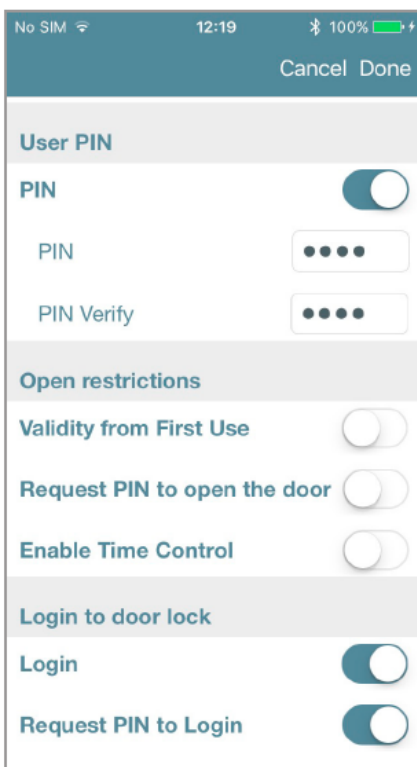 No SIM 12:19 100%
Cancel Done
User PIN
PIN
PIN ●●●●
PIN Verify ●●●●
Open restrictions
Validity from First Use
Request PIN to open the door
Enable Time Control
Login to door lock
Login
Request PIN to Login